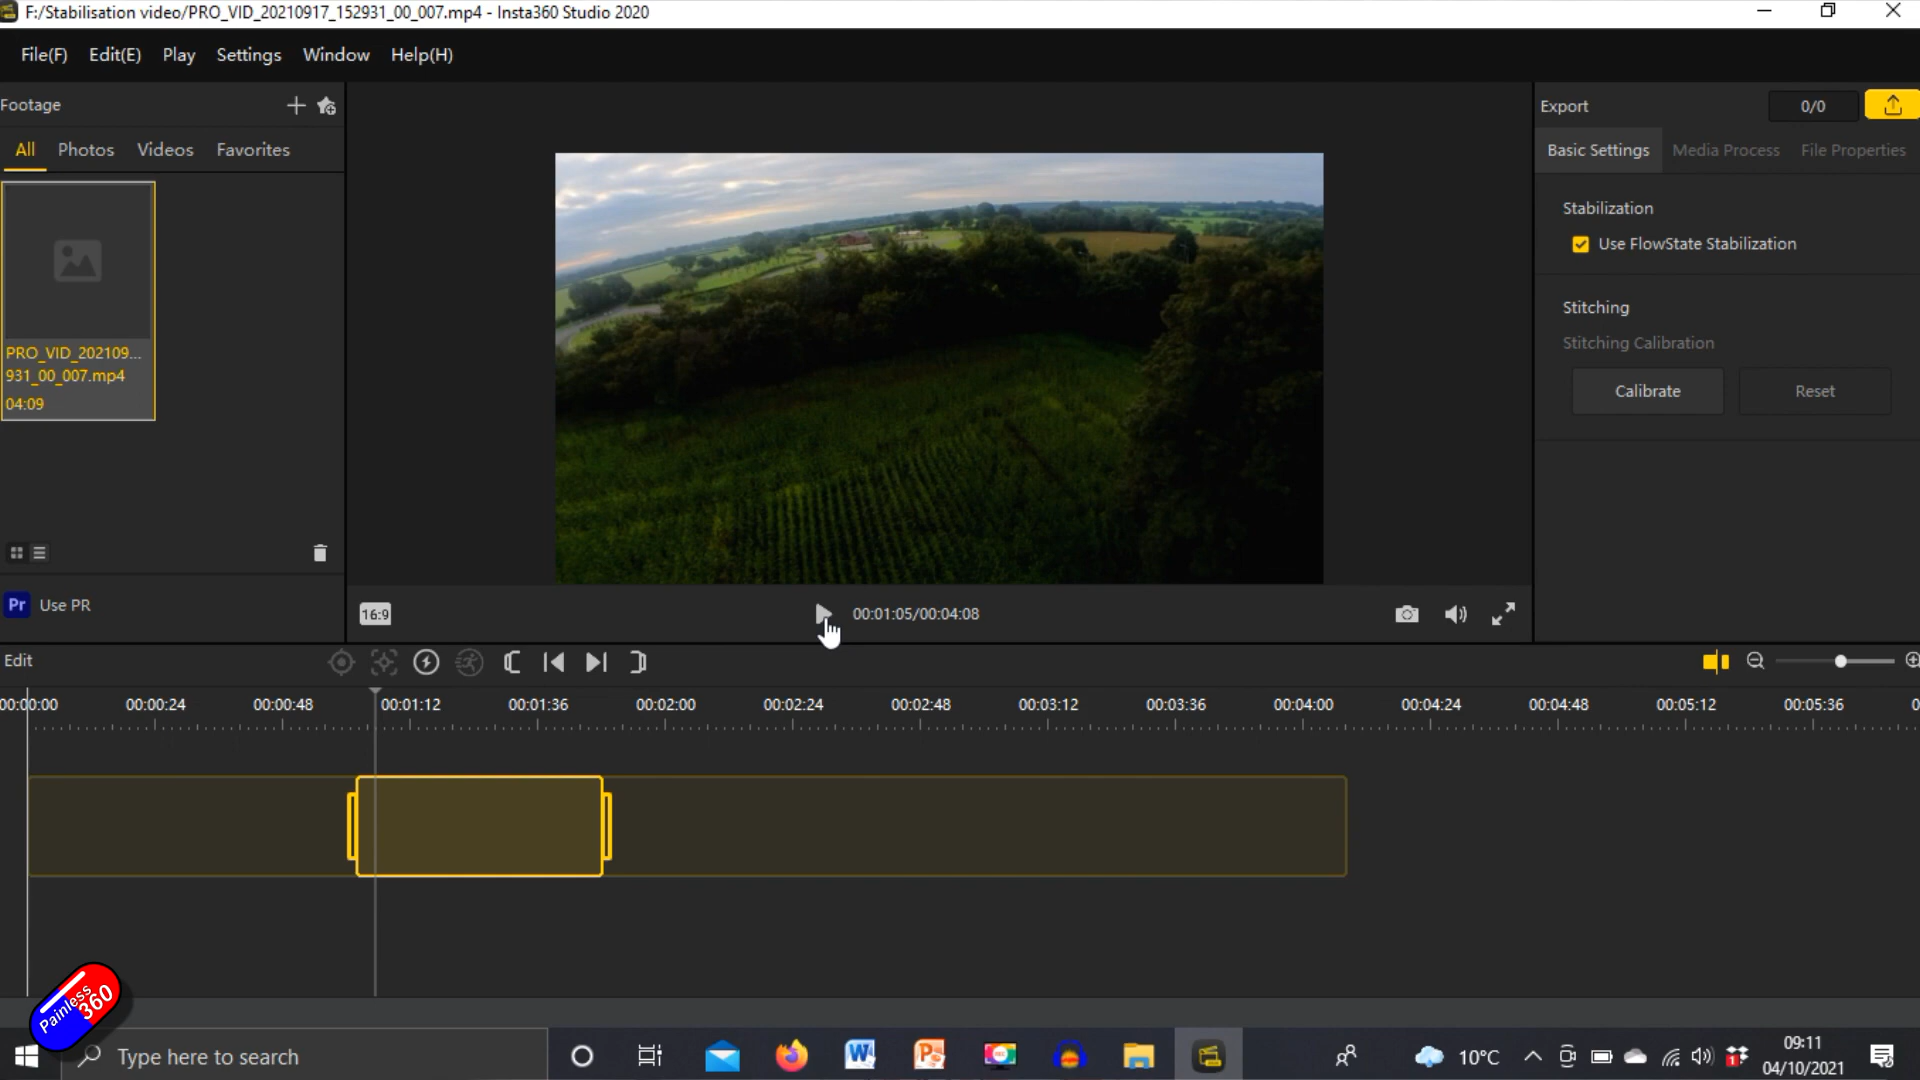 F:/Stabilisation video/PRO_VID_20210917_152931_00_007.mp4 - Insta360 Studio 2020
File(F) Edit(E) Play Settings Window Help(H)
Footage
All Photos Videos Favorites
PRO_VID_202109...
931_00_007.mp4
04:09
Pr Use PR
16:9
00:01:05/00:04:08
Export 0/0
Basic Settings Media Process File Properties
Stabilization
Use FlowState Stabilization
Stitching
Stitching Calibration
Calibrate Reset
Edit
00:00:00 00:00:24 00:00:48 00:01:12 00:01:36 00:02:00 00:02:24 00:02:48 00:03:12 00:03:36 00:04:00 00:04:24 00:04:48 00:05:12 00:05:36 0
Painless
360
Type here to search
10°C
09:11
04/10/2021